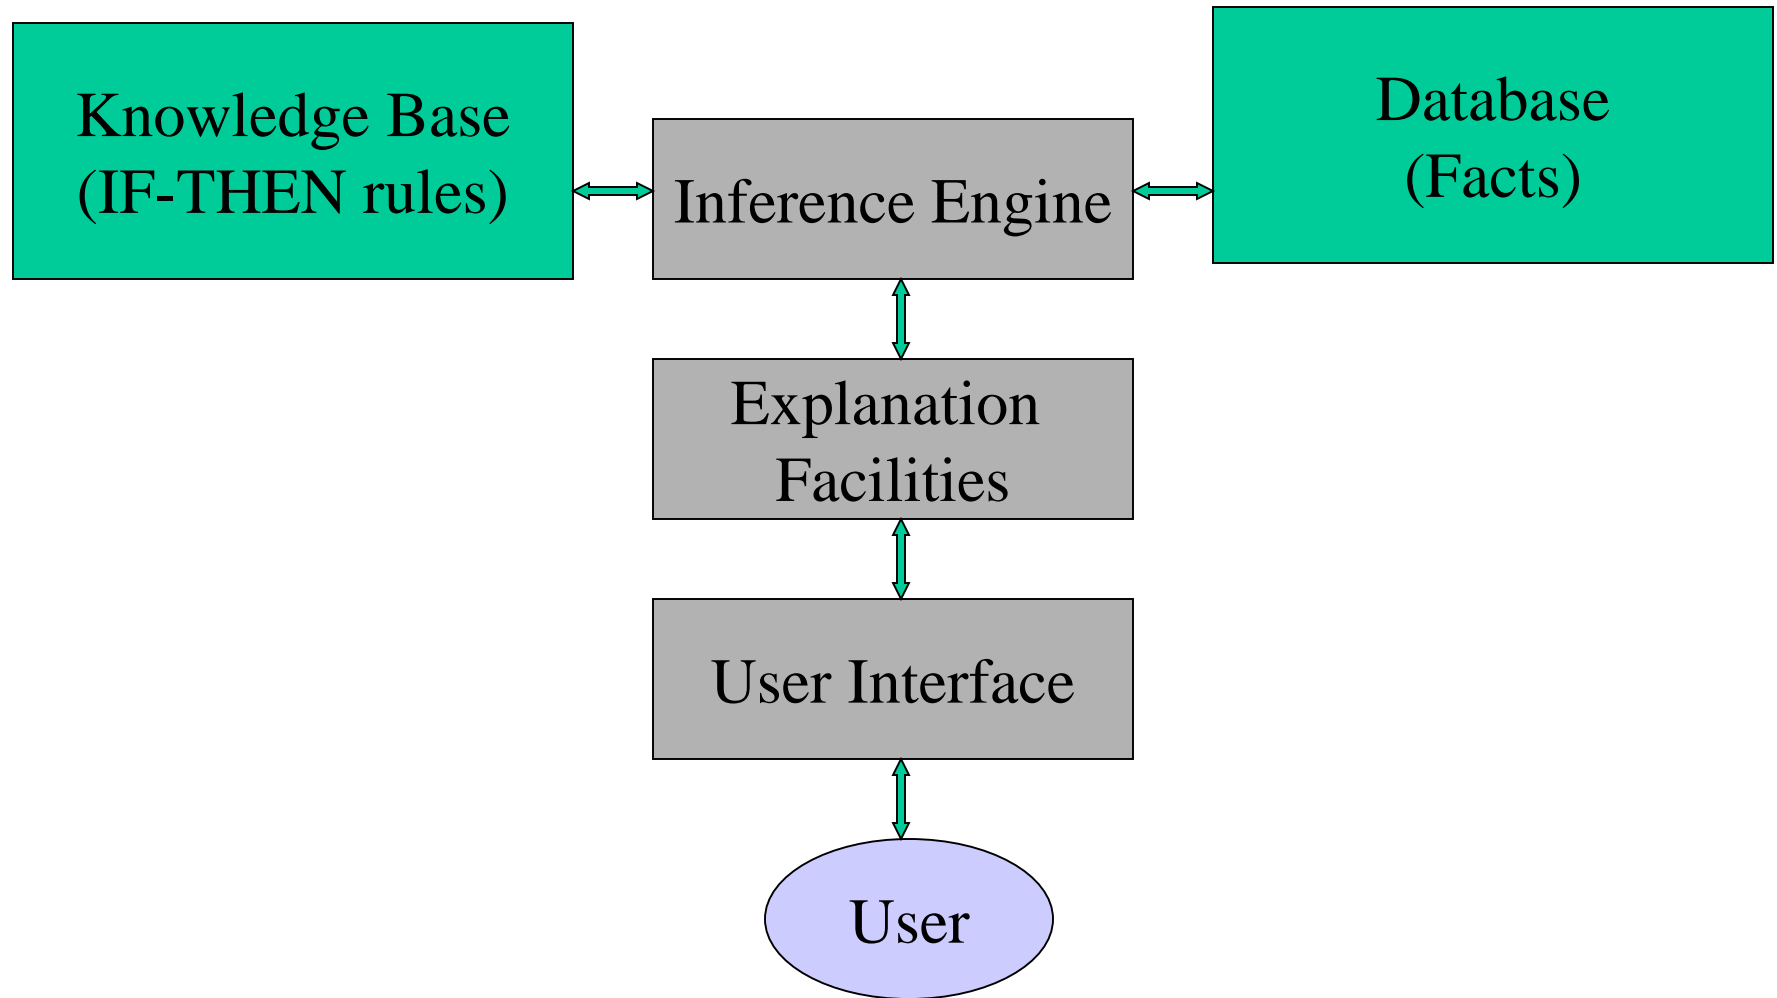 Knowledge Base
(IF-THEN rules)
Inference Engine
Database
(Facts)
Explanation
Facilities
User Interface
User